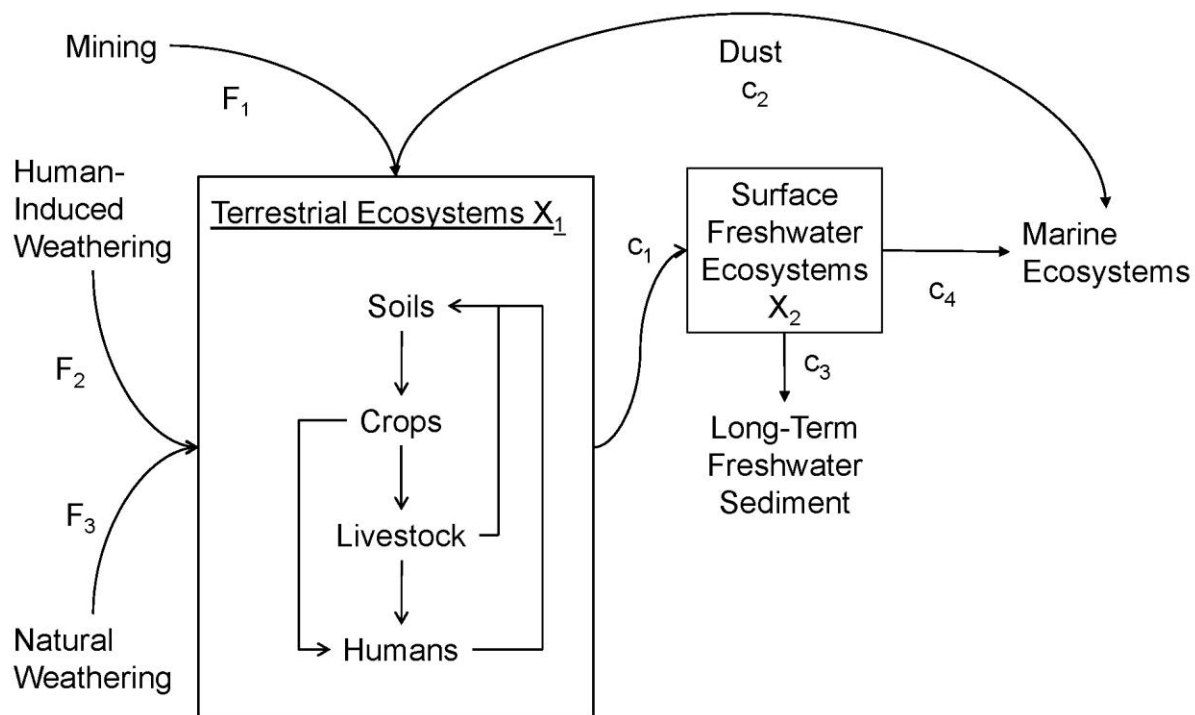 Mining
F1
Dust
c2
Human-
Induced
Weathering
F2
F3
Natural
Weathering
Terrestrial Ecosystems X1
Soils
Crops
Livestock
Humans
c1
Surface
Freshwater
Ecosystems
X2
c4
Marine
Ecosystems
c3
Long-Term
Freshwater
Sediment